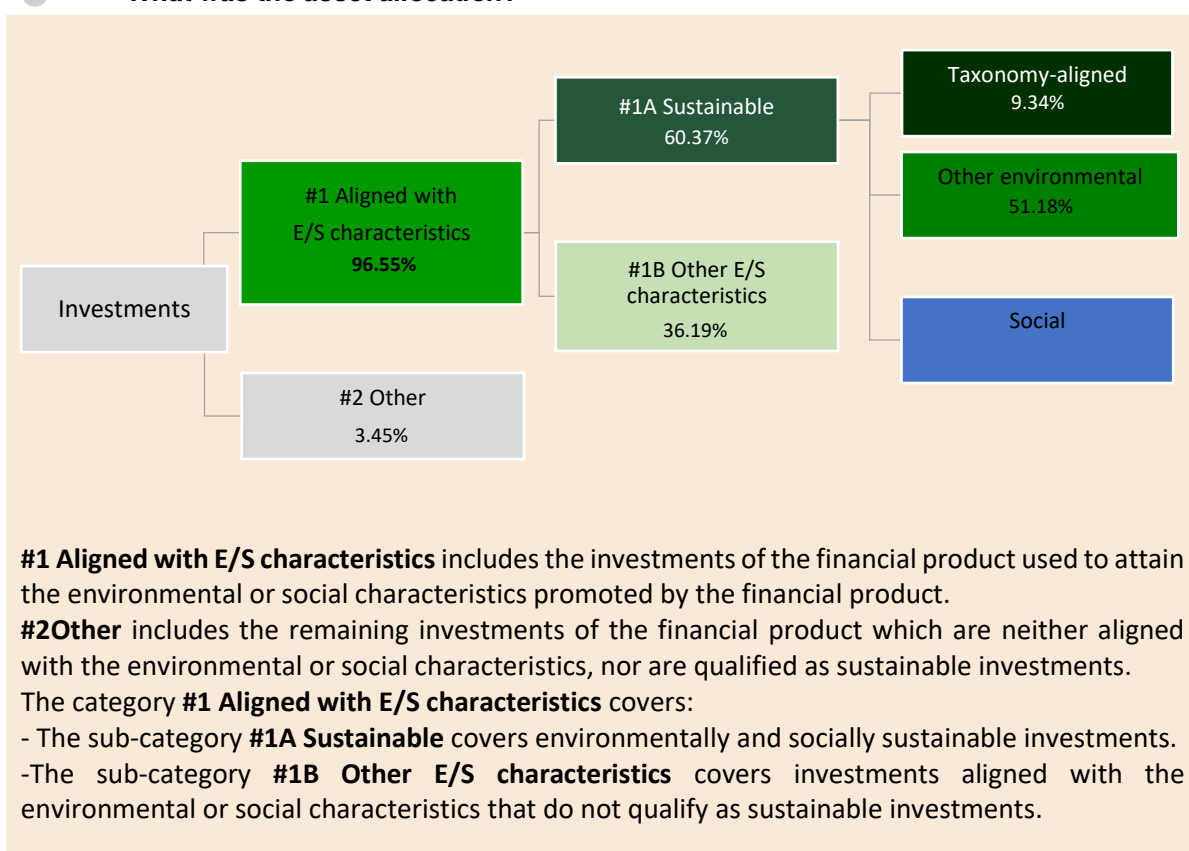 What was the asset allocation?
Taxonomy-aligned
9.34%
#1A Sustainable
60.37%
Other environmental
51.18%
#1 Aligned with
E/S characteristics
96.55%
#1B Other E/S
characteristics
36.19%
Investments
Social
#2 Other
3.45%
#1 Aligned with E/S characteristics includes the investments of the financial product used to attain
the environmental or social characteristics promoted by the financial product.
#2Other includes the remaining investments of the financial product which are neither aligned
with the environmental or social characteristics, nor are qualified as sustainable investments.
The category #1 Aligned with E/S characteristics covers:
- The sub-category #1A Sustainable covers environmentally and socially sustainable investments.
-The sub-category #1B Other E/S characteristics covers investments aligned with the
environmental or social characteristics that do not qualify as sustainable investments.